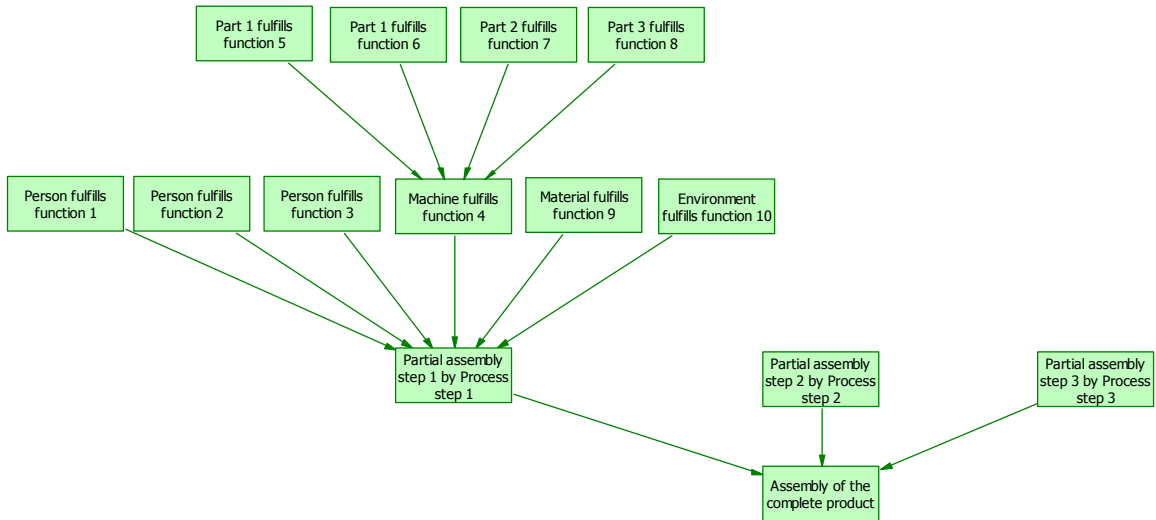 Part 1 fulfills
function 5
Part 1 fulfills
function 6
Part 2 fulfills
function 7
Part 3 fulfills
function 8
Person fulfills
function 1
Person fulfills
function 2
Person fulfills
function 3
Machine fulfills
function 4
Material fulfills
function 9
Environment
fulfills function 10
Partial assembly
step 1 by Process
step 1
Partial assembly
step 2 by Process
step 2
Partial assembly
step 3 by Process
step 3
Assembly of the
complete product